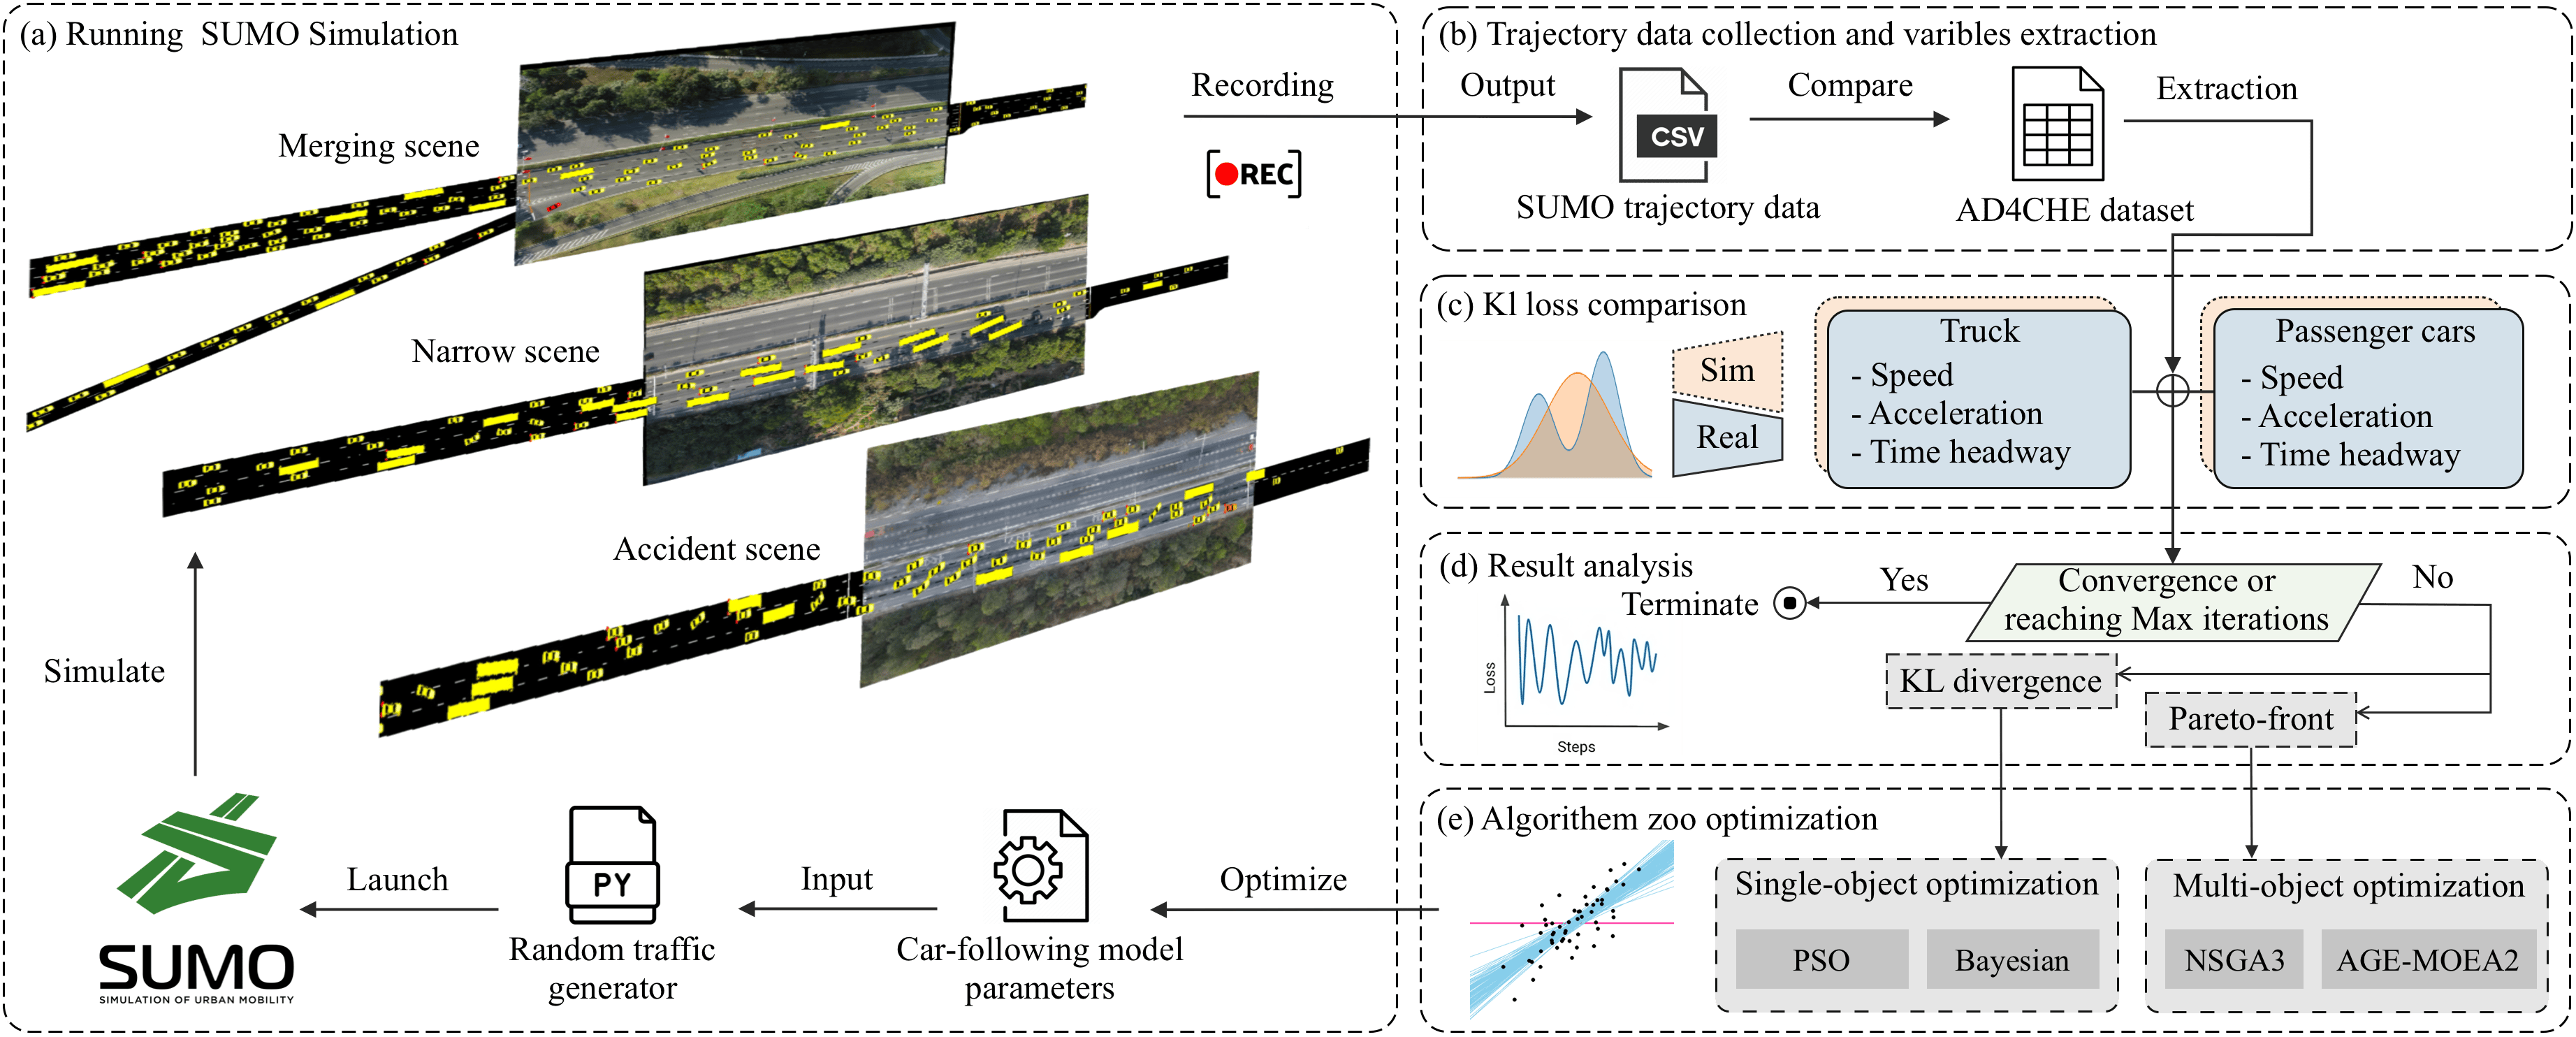 (a) Running SUMO Simulation
Merging scene
Narrow scene
Accident scene
Recording
REC
Simulate
SUMO
SIMULATION OF URBAN MOBILITY
Launch
PY
Random traffic
generator
Input
Car-following model
parameters
Optimize
(b) Trajectory data collection and varibles extraction
Output
CSV
SUMO trajectory data
Compare
AD4CHE dataset
Extraction
(c) Kl loss comparison
Sim
Real
Truck
- Speed
- Acceleration
- Time headway
Passenger cars
- Speed
- Acceleration
- Time headway
(d) Result analysis
Terminate
Yes
Convergence or
reaching Max iterations
No
Loss
Steps
KL divergence
Pareto-front
(e) Algorithem zoo optimization
Single-object optimization
PSO
Bayesian
Multi-object optimization
NSGA3
AGE-MOEA2